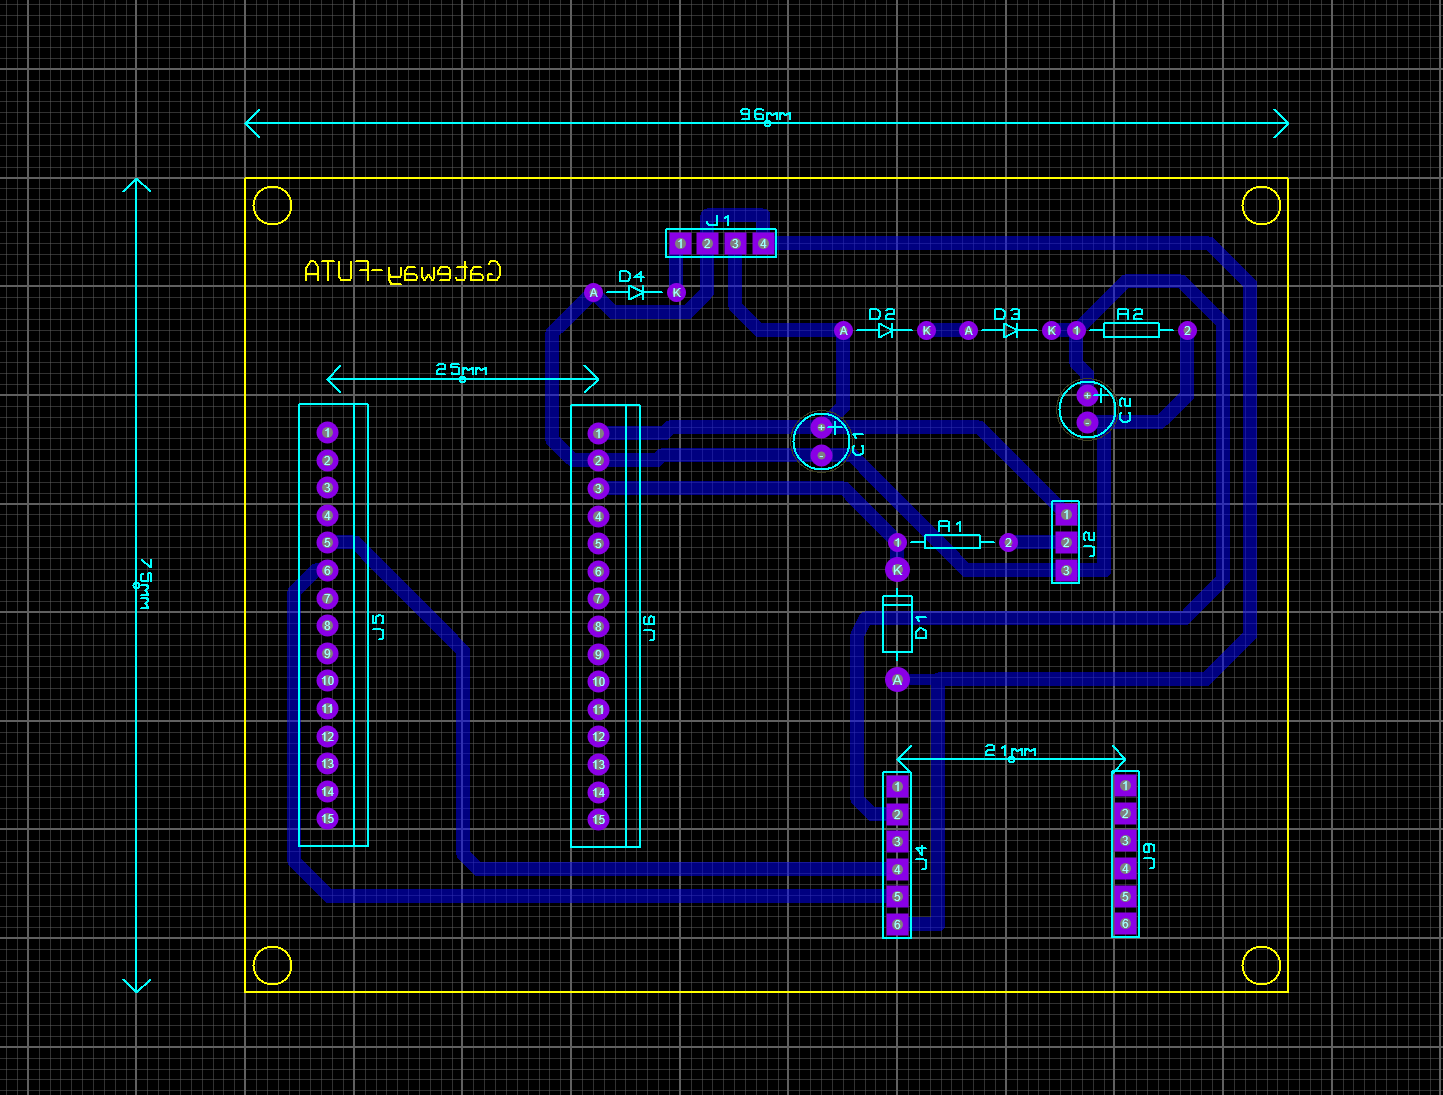 96mm
J1
1 2 3 4
Gateway-FUTA
D4
A K
D2 D3 R2
A K A K 1 2
25mm
+ +
- C2
1 1 + + C1
2 2 -
3 3
4 4 1
5 5 1 R1 2 2 J2
6 6 K 3
75mm
7 7
8 8
J5 J6 D1
9 9
10 10 A
11 11
12 12
21mm
13 13
14 14 1 1
15 15 2 2
3 3
J4 J9
4 4
5 5
6 6